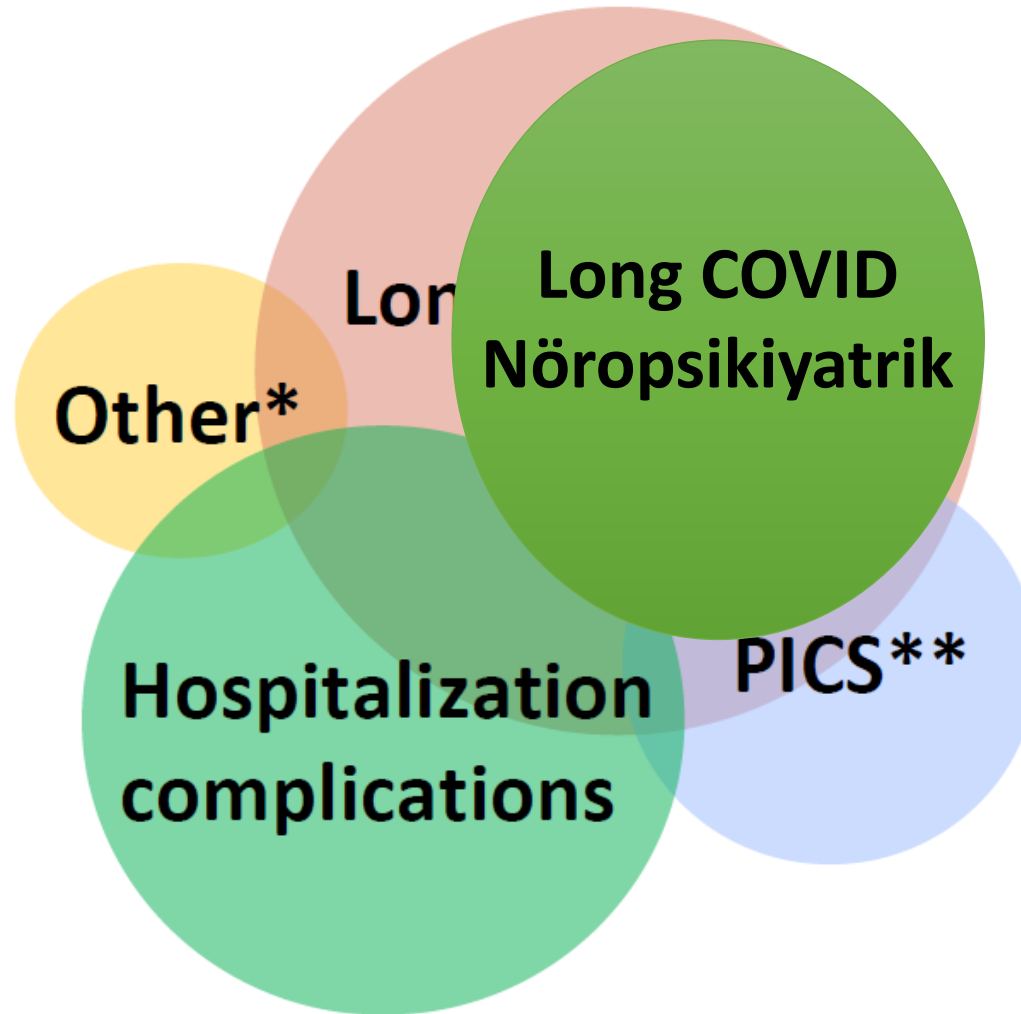 Long COVID
Nöropsikiyatrik
Lon
Other*
PICS**
Hospitalization
complications